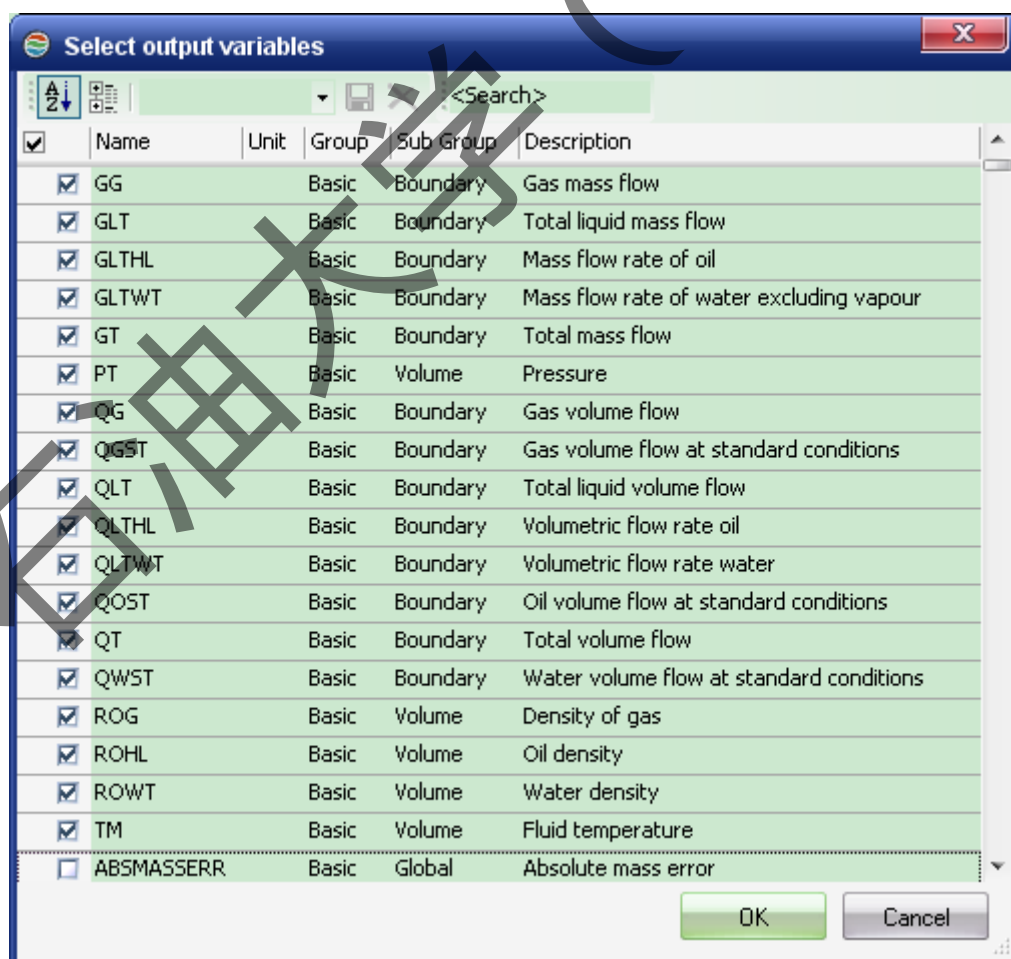 Select output variables
<Search>
Name Unit Group Sub Group Description
GG Basic Boundary Gas mass flow
GLT Basic Boundary Total liquid mass flow
GLTHL Basic Boundary Mass flow rate of oil
GLTWT Basic Boundary Mass flow rate of water excluding vapour
GT Basic Boundary Total mass flow
PT Basic Volume Pressure
QG Basic Boundary Gas volume flow
QGST Basic Boundary Gas volume flow at standard conditions
QLT Basic Boundary Total liquid volume flow
QLTHL Basic Boundary Volumetric flow rate oil
QLTWT Basic Boundary Volumetric flow rate water
QOST Basic Boundary Oil volume flow at standard conditions
QT Basic Boundary Total volume flow
QWST Basic Boundary Water volume flow at standard conditions
ROG Basic Volume Density of gas
ROHL Basic Volume Oil density
ROWT Basic Volume Water density
TM Basic Volume Fluid temperature
ABSMASSERR Basic Global Absolute mass error
OK Cancel
石油大学（